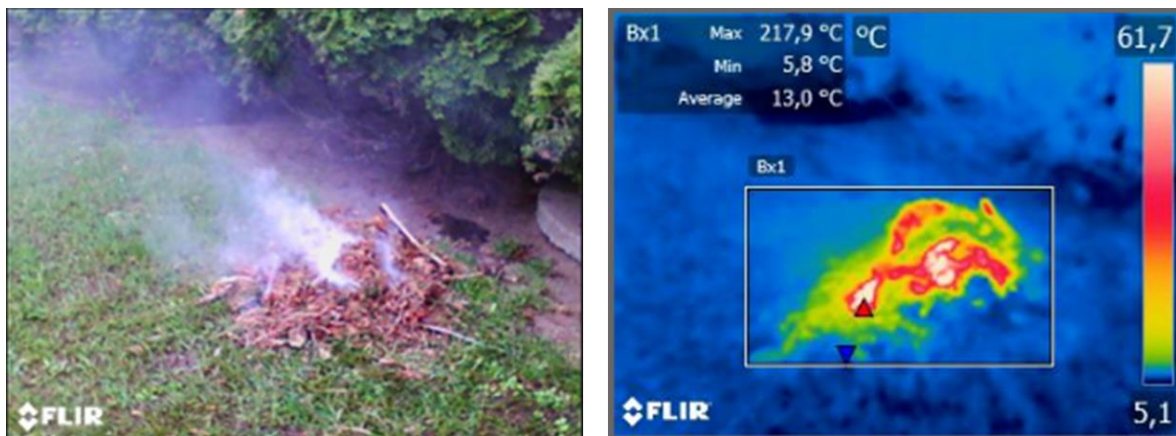 FLIR
Bx1 Max 217,9 °C °C 61,7
Min 5,8 °C
Average 13,0 °C
Bx1
FLIR
5,1